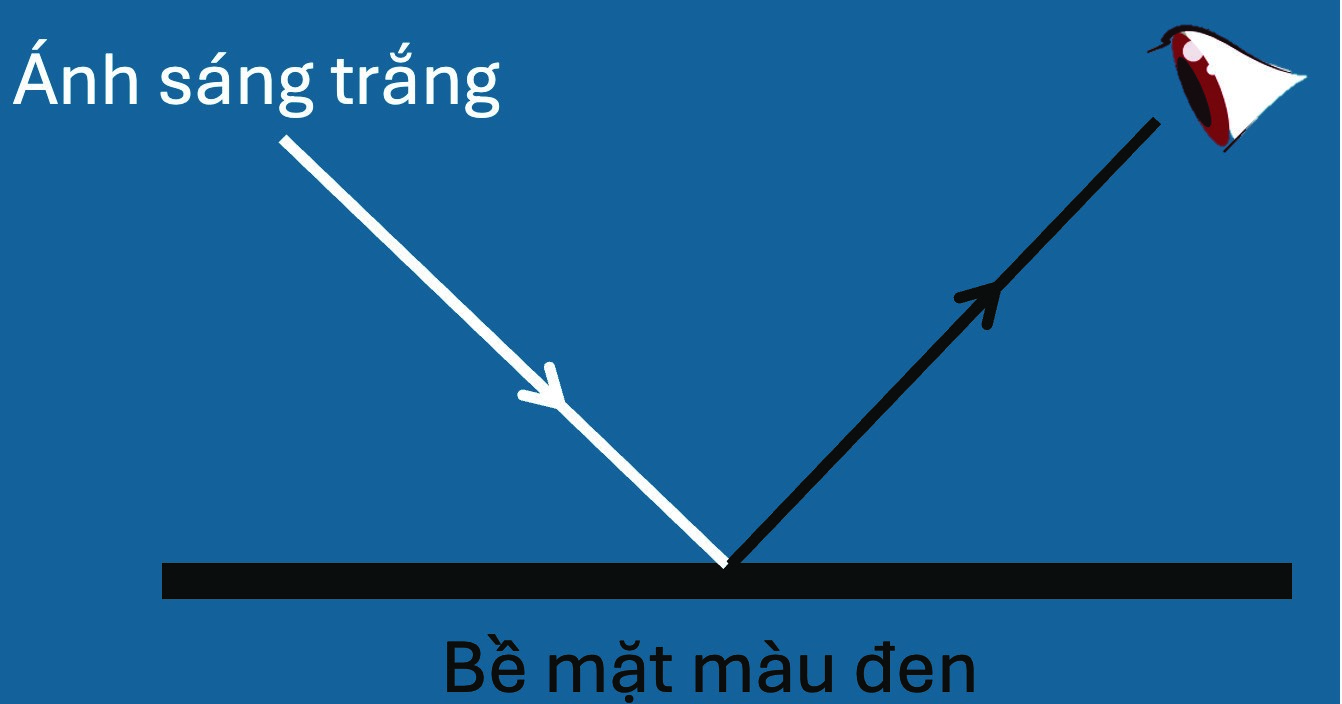 Ánh sáng trắng
Bề mặt màu đen